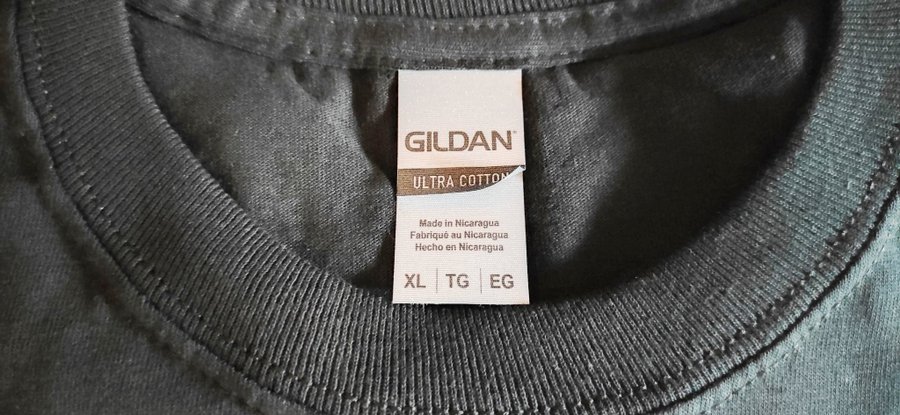 GILDAN
ULTRA COTTON
Made in Nicaragua
Fabriqué au Nicaragua
Hecho en Nicaragua
XL | TG | EG